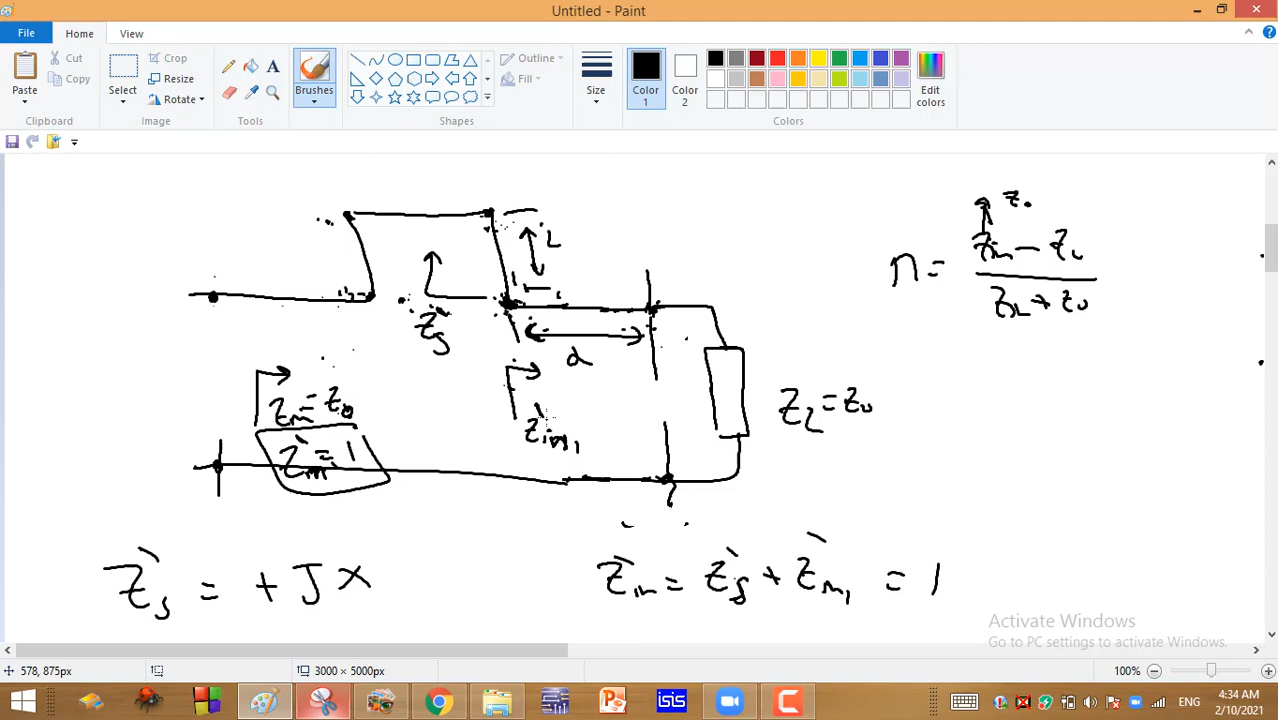 Untitled - Paint
File Home View
Paste Cut Copy Clipboard
Select Crop Resize Rotate Image
Tools
Brushes
Outline Fill Shapes
Size
Color 1 Color 2 Edit colors Colors
L
Zs
d
Zin = Z0
Zin = 1
Zin1
ZL = Z0
Z0
Zin - ZL
ZL + Z0
Zs = + J X
Zin = Zs + Zin1 = 1
Activate Windows
Go to PC settings to activate Windows.
578, 875px 3000 × 5000px 100%
isis
ENG
4:34 AM
2/10/2021